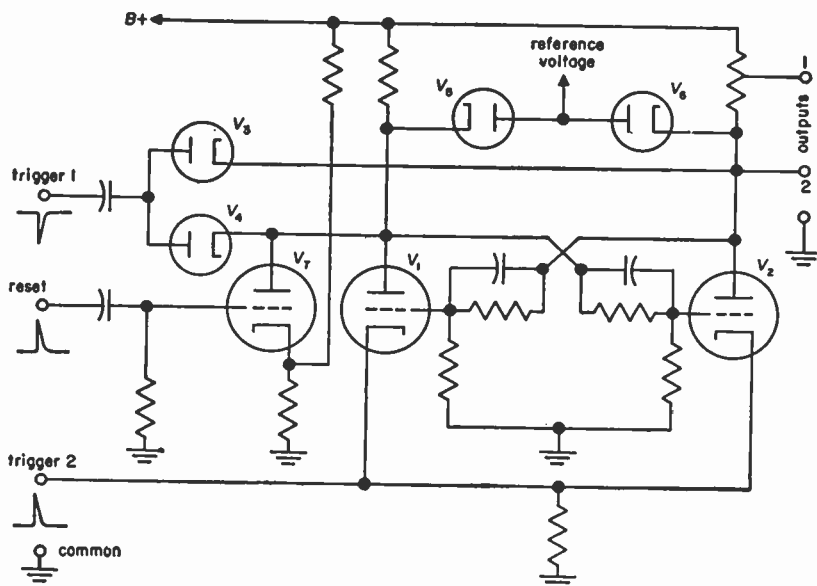 B+
reference
voltage
1
V5
V6
outputs
V3
trigger 1
2
V4
V7
V1
V2
reset
trigger 2
common